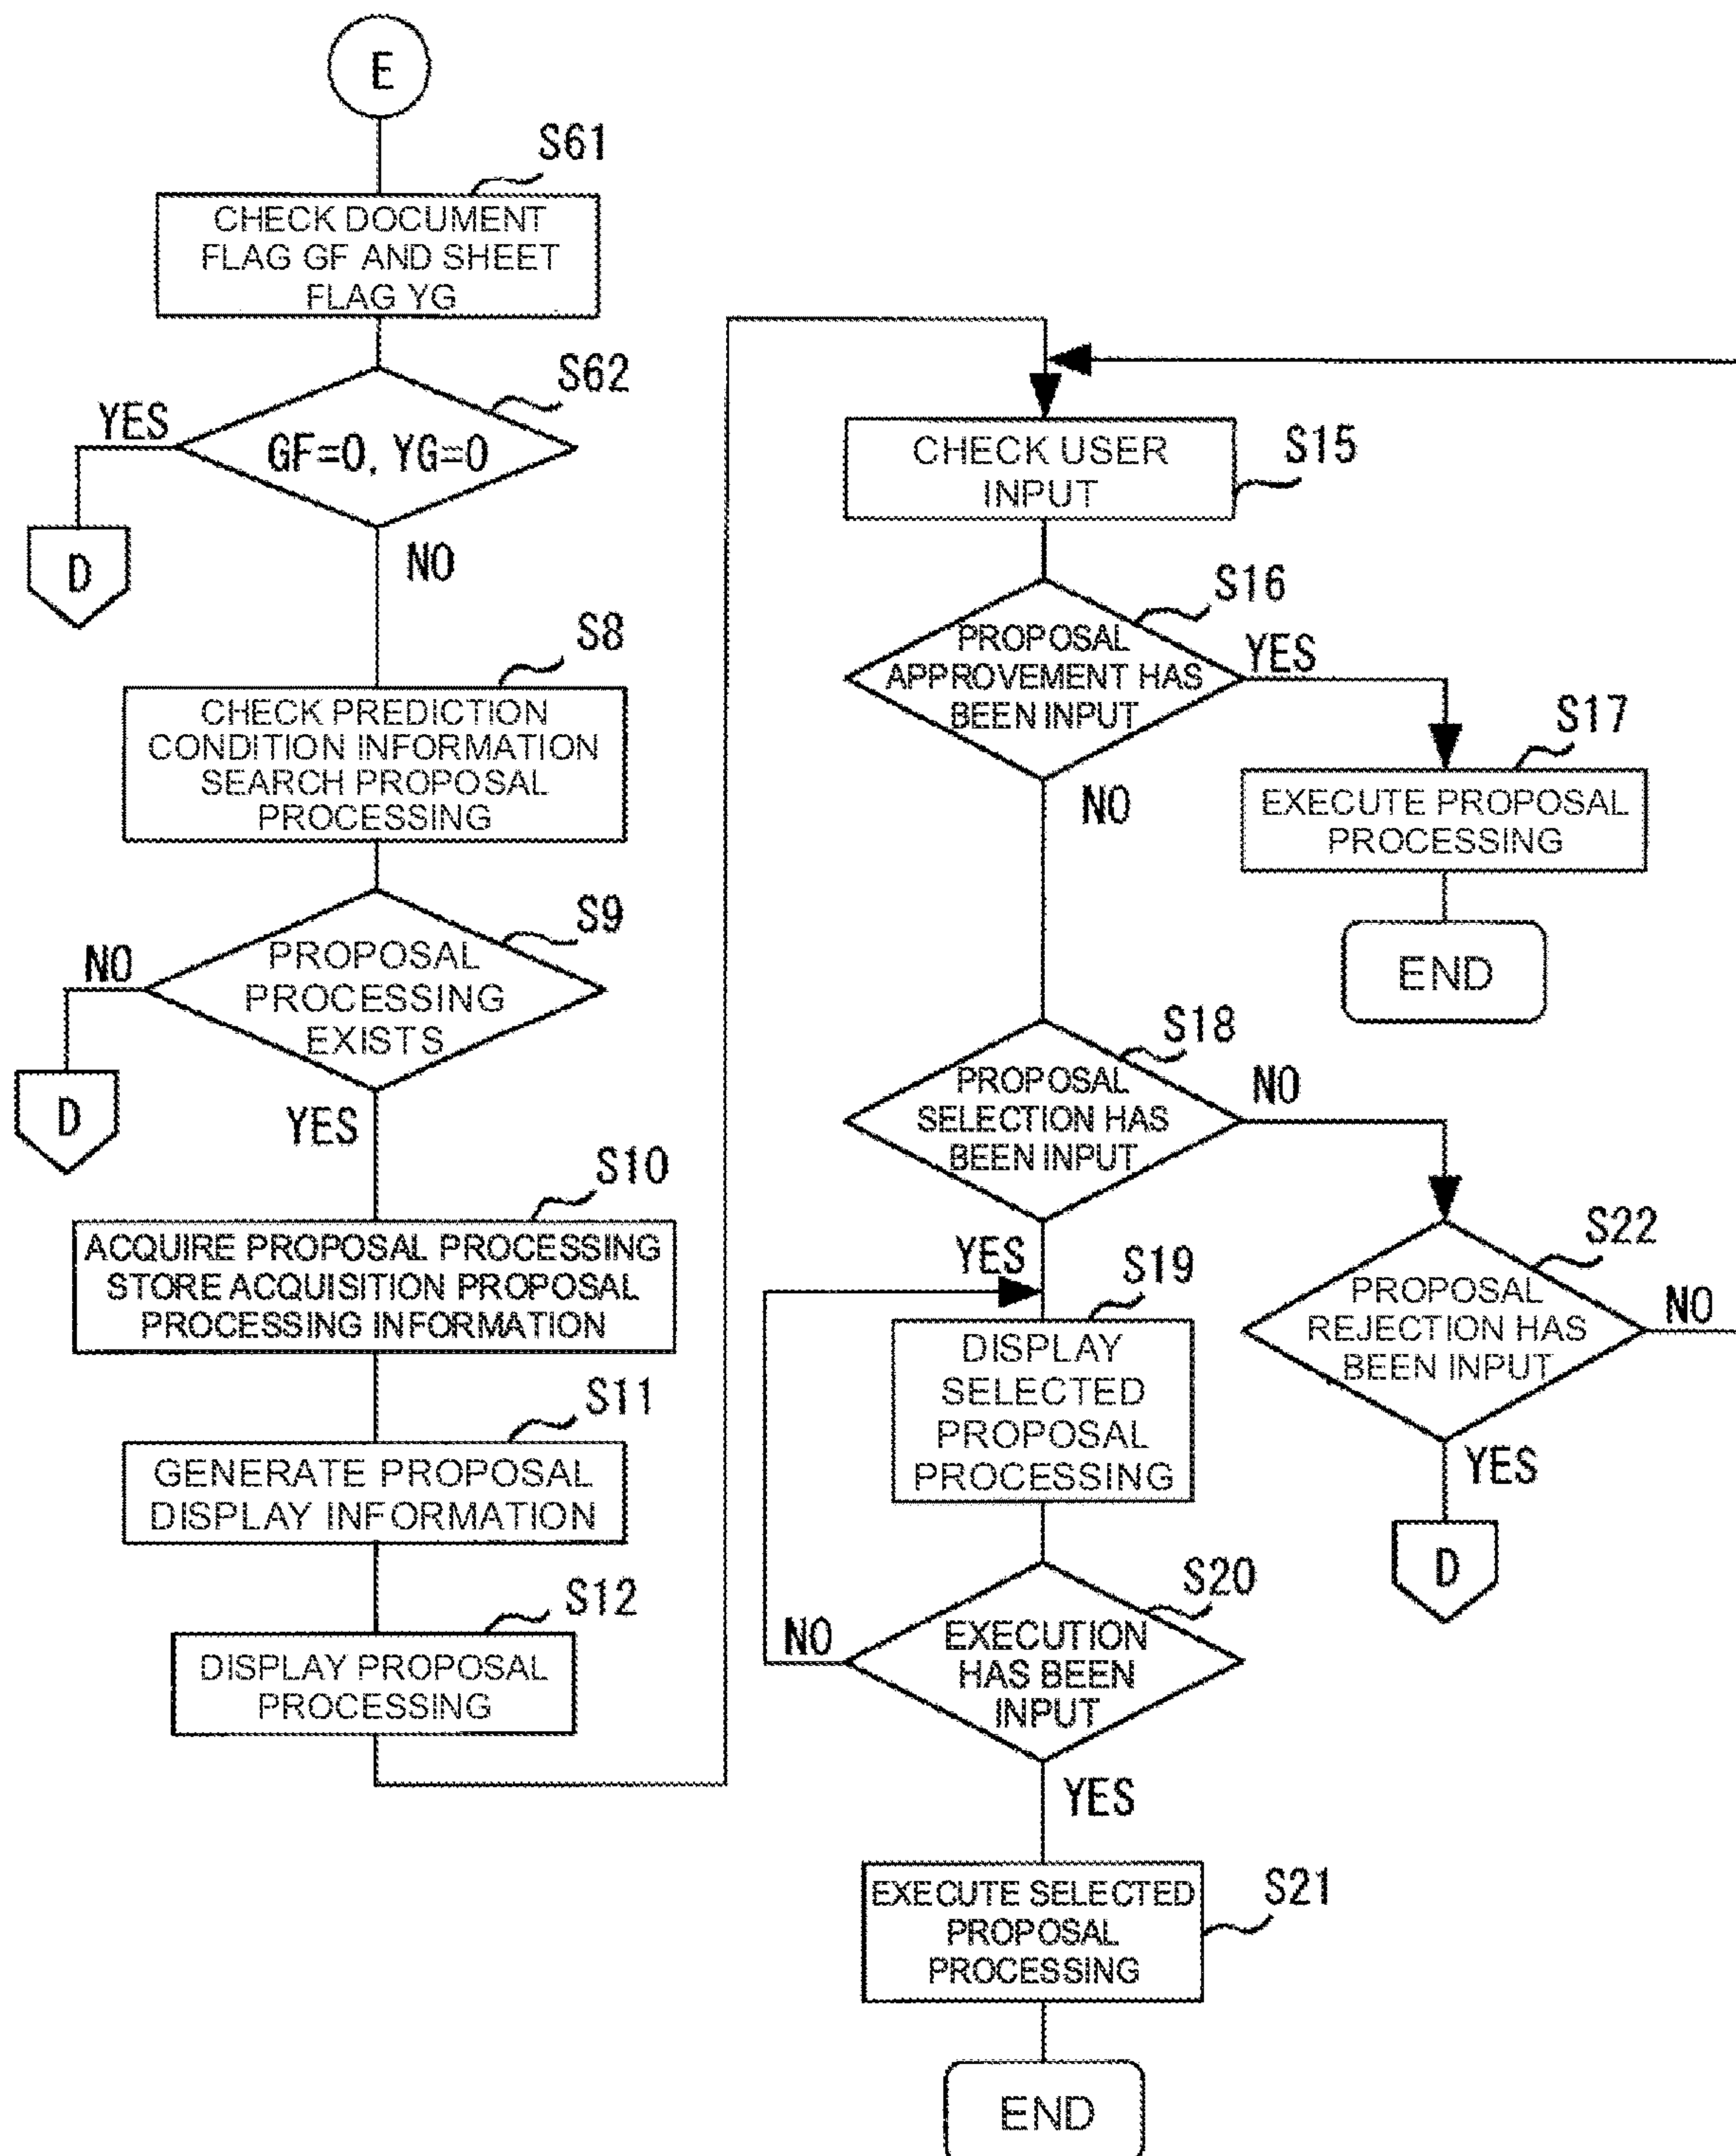 E
S61
CHECK DOCUMENT
FLAG GF AND SHEET
FLAG YG
S62
YES
GF=0, YG=0
D
NO
S8
CHECK PREDICTION
CONDITION INFORMATION
SEARCH PROPOSAL
PROCESSING
S9
NO
PROPOSAL
PROCESSING
EXISTS
D
YES
S10
ACQUIRE PROPOSAL PROCESSING
STORE ACQUISITION PROPOSAL
PROCESSING INFORMATION
S11
GENERATE PROPOSAL
DISPLAY INFORMATION
S12
DISPLAY PROPOSAL
PROCESSING
S15
CHECK USER
INPUT
S16
PROPOSAL
APPROVEMENT HAS
BEEN INPUT
YES
NO
S17
EXECUTE PROPOSAL
PROCESSING
END
S18
PROPOSAL
SELECTION HAS
BEEN INPUT
NO
YES
S22
PROPOSAL
REJECTION HAS
BEEN INPUT
NO
YES
D
S19
DISPLAY
SELECTED
PROPOSAL
PROCESSING
S20
NO
EXECUTION
HAS BEEN
INPUT
YES
S21
EXECUTE SELECTED
PROPOSAL
PROCESSING
END